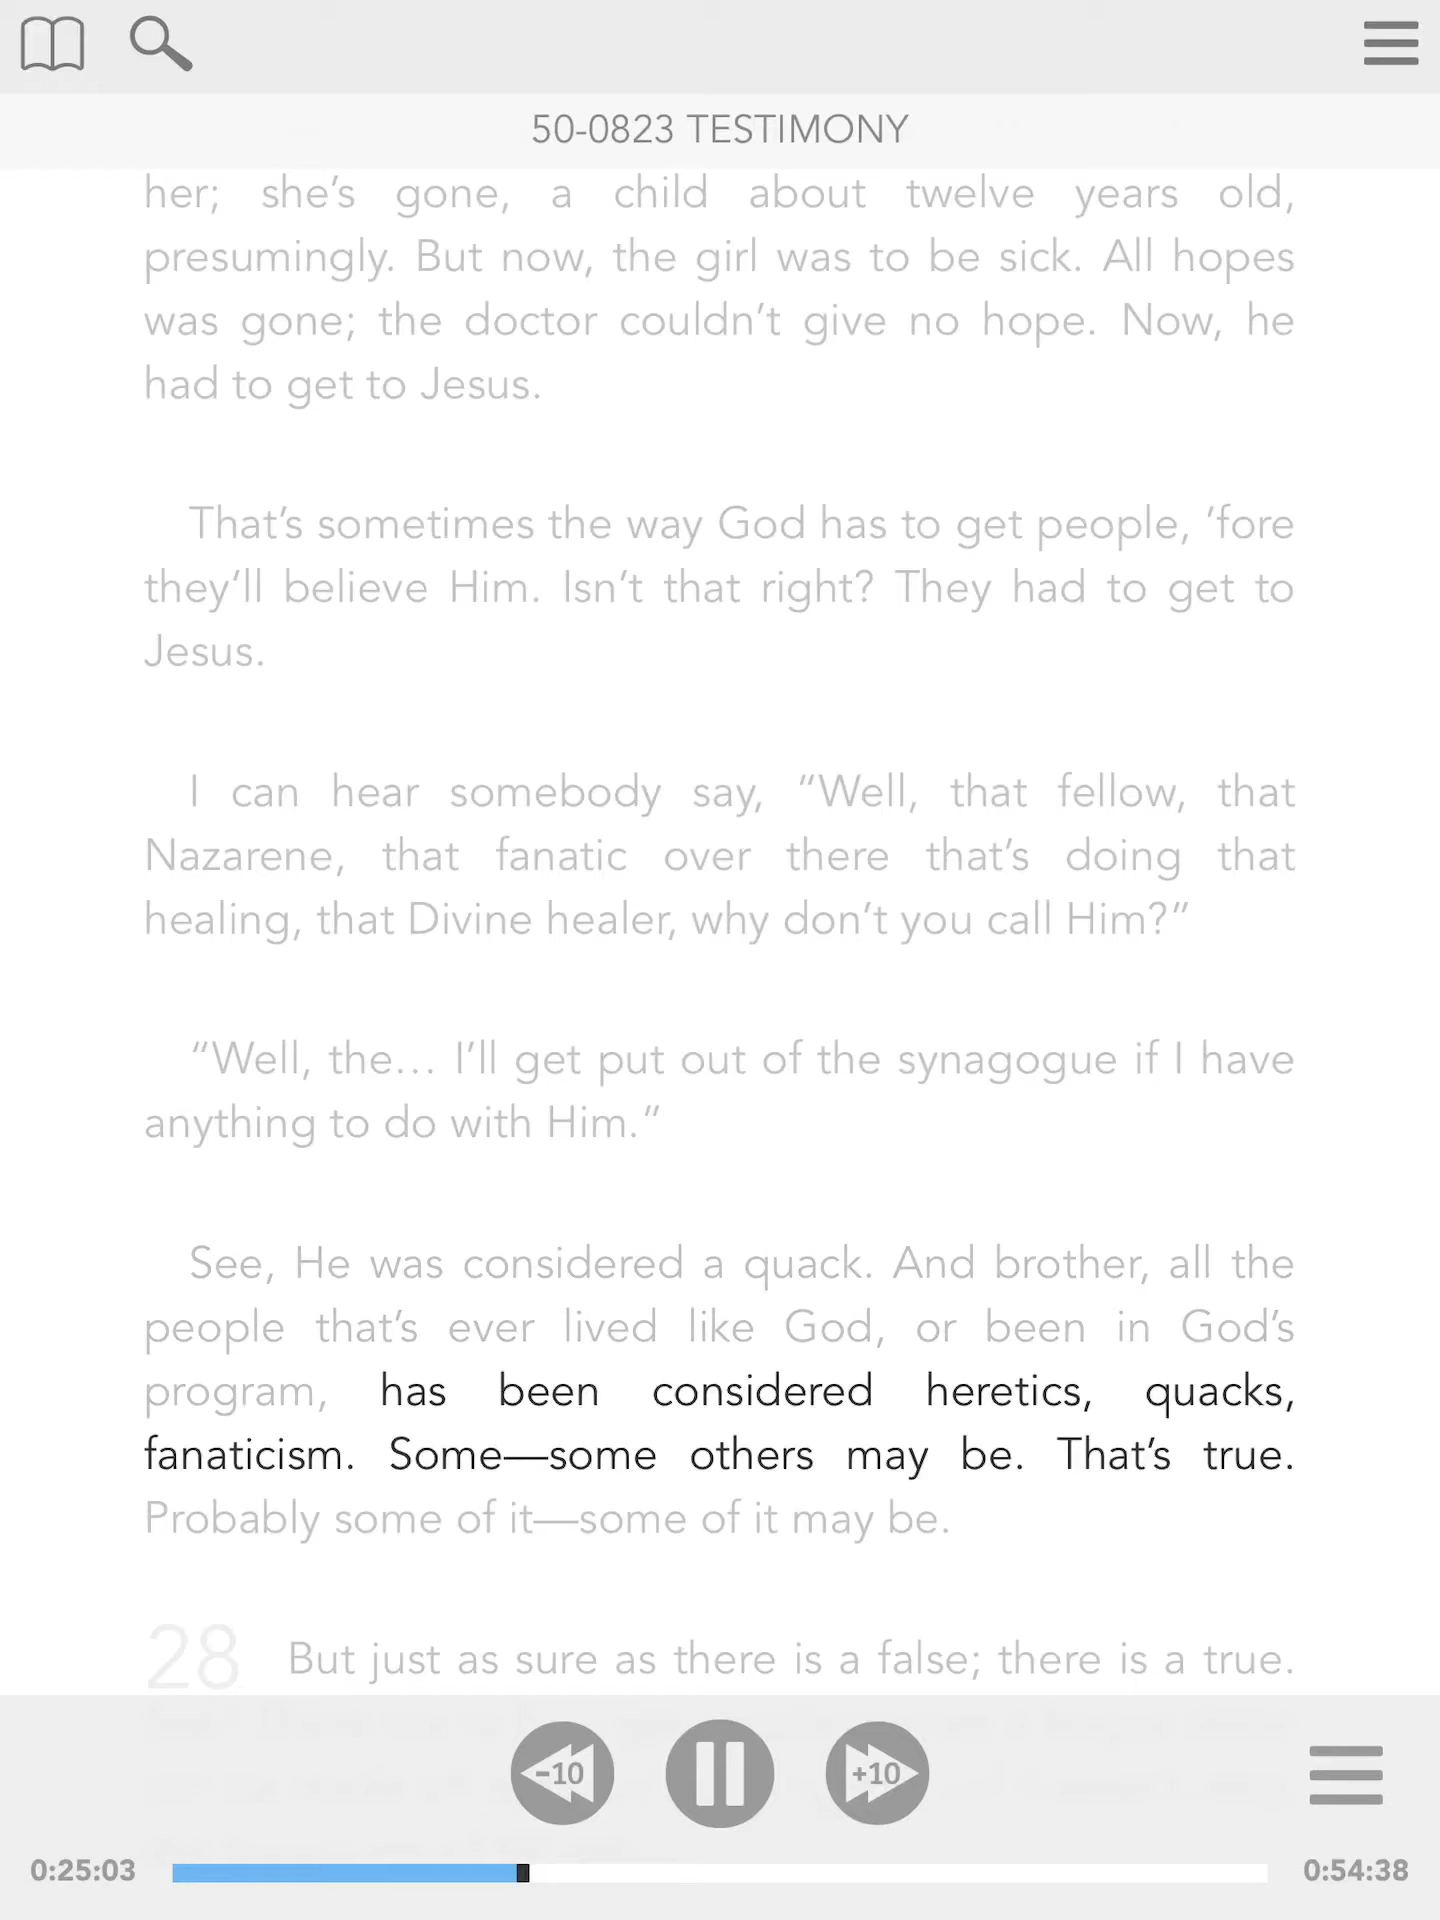 50-0823 TESTIMONY
her; she’s gone, a child about twelve years old,
presumingly. But now, the girl was to be sick. All hopes
was gone; the doctor couldn’t give no hope. Now, he
had to get to Jesus.
That’s sometimes the way God has to get people, ’fore
they’ll believe Him. Isn’t that right? They had to get to
Jesus.
I can hear somebody say, “Well, that fellow, that
Nazarene, that fanatic over there that’s doing that
healing, that Divine healer, why don’t you call Him?”
“Well, the… I’ll get put out of the synagogue if I have
anything to do with Him.”
See, He was considered a quack. And brother, all the
people that’s ever lived like God, or been in God’s
program, has been considered heretics, quacks,
fanaticism. Some—some others may be. That’s true.
Probably some of it—some of it may be.
28 But just as sure as there is a false; there is a true.
-10 +10
0:25:03 0:54:38